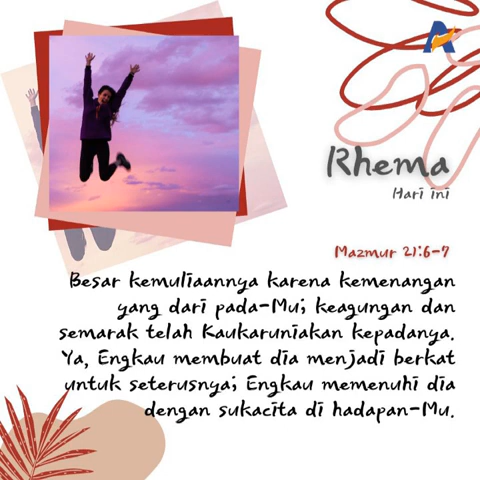 Rhema
Hari ini
Mazmur 21:6-7
Besar kemuliaannya karena kemenangan
yang dari pada-Mu; keagungan dan
semarak telah Kaukaruniakan kepadanya.
Ya, Engkau membuat dia menjadi berkat
untuk seterusnya; Engkau memenuhi dia
dengan sukacita di hadapan-Mu.